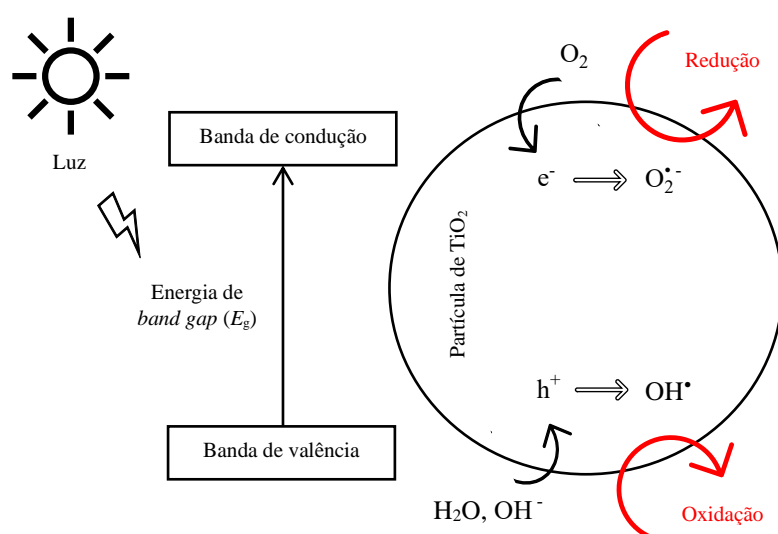 O₂
Redução
Banda de condução
Luz
e⁻ ⟹ O₂•⁻
Partícula de TiO₂
Energia de
band gap (Eg)
h⁺ ⟹ OH•
Banda de valência
H₂O, OH⁻
Oxidação